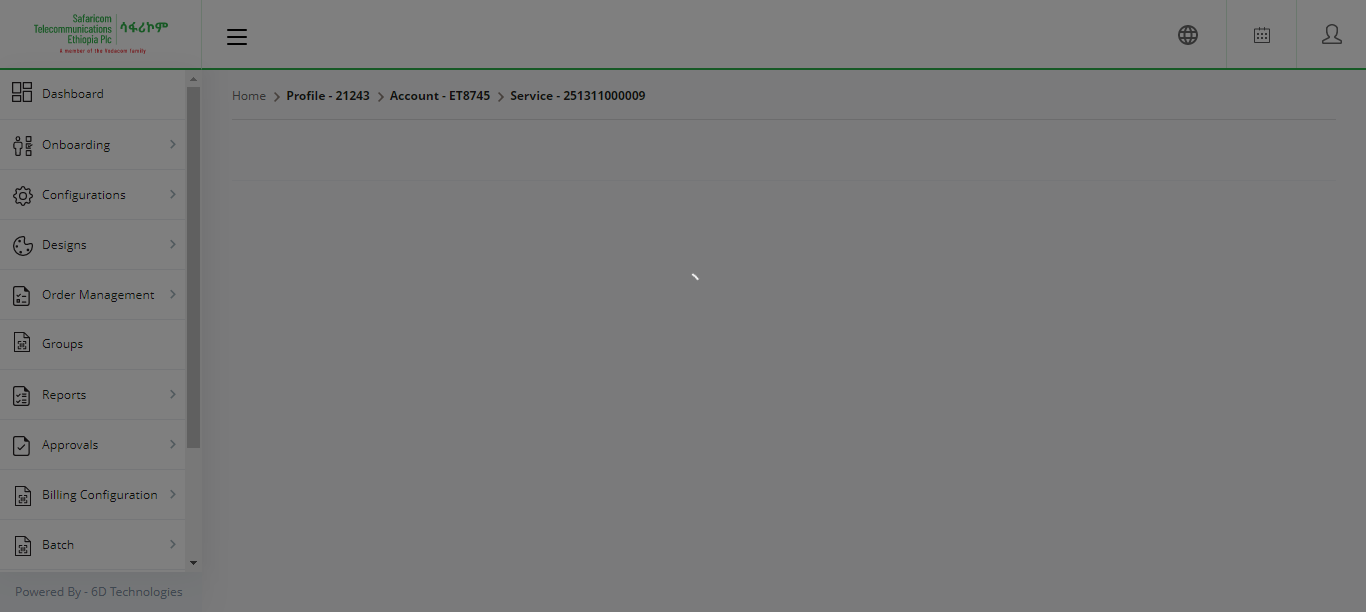 Safaricom
Telecommunications
Ethiopia Plc
ሳፋሪኮም
A member of the Vodacom family
Home > Profile - 21243 > Account - ET8745 > Service - 251311000009
Dashboard
Onboarding
Configurations
Designs
Order Management
Groups
Reports
Approvals
Billing Configuration
Batch
Powered By - 6D Technologies